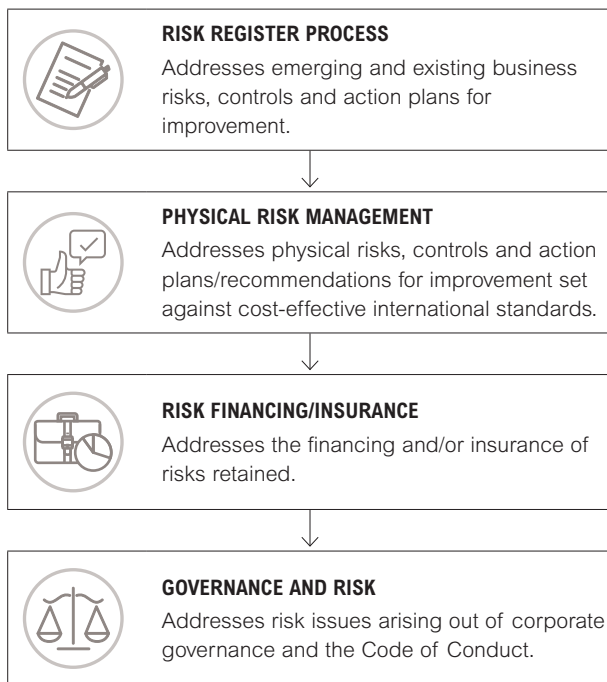 RISK REGISTER PROCESS
Addresses emerging and existing business
risks, controls and action plans for
improvement.
PHYSICAL RISK MANAGEMENT
Addresses physical risks, controls and action
plans/recommendations for improvement set
against cost-effective international standards.
RISK FINANCING/INSURANCE
Addresses the financing and/or insurance of
risks retained.
GOVERNANCE AND RISK
Addresses risk issues arising out of corporate
governance and the Code of Conduct.